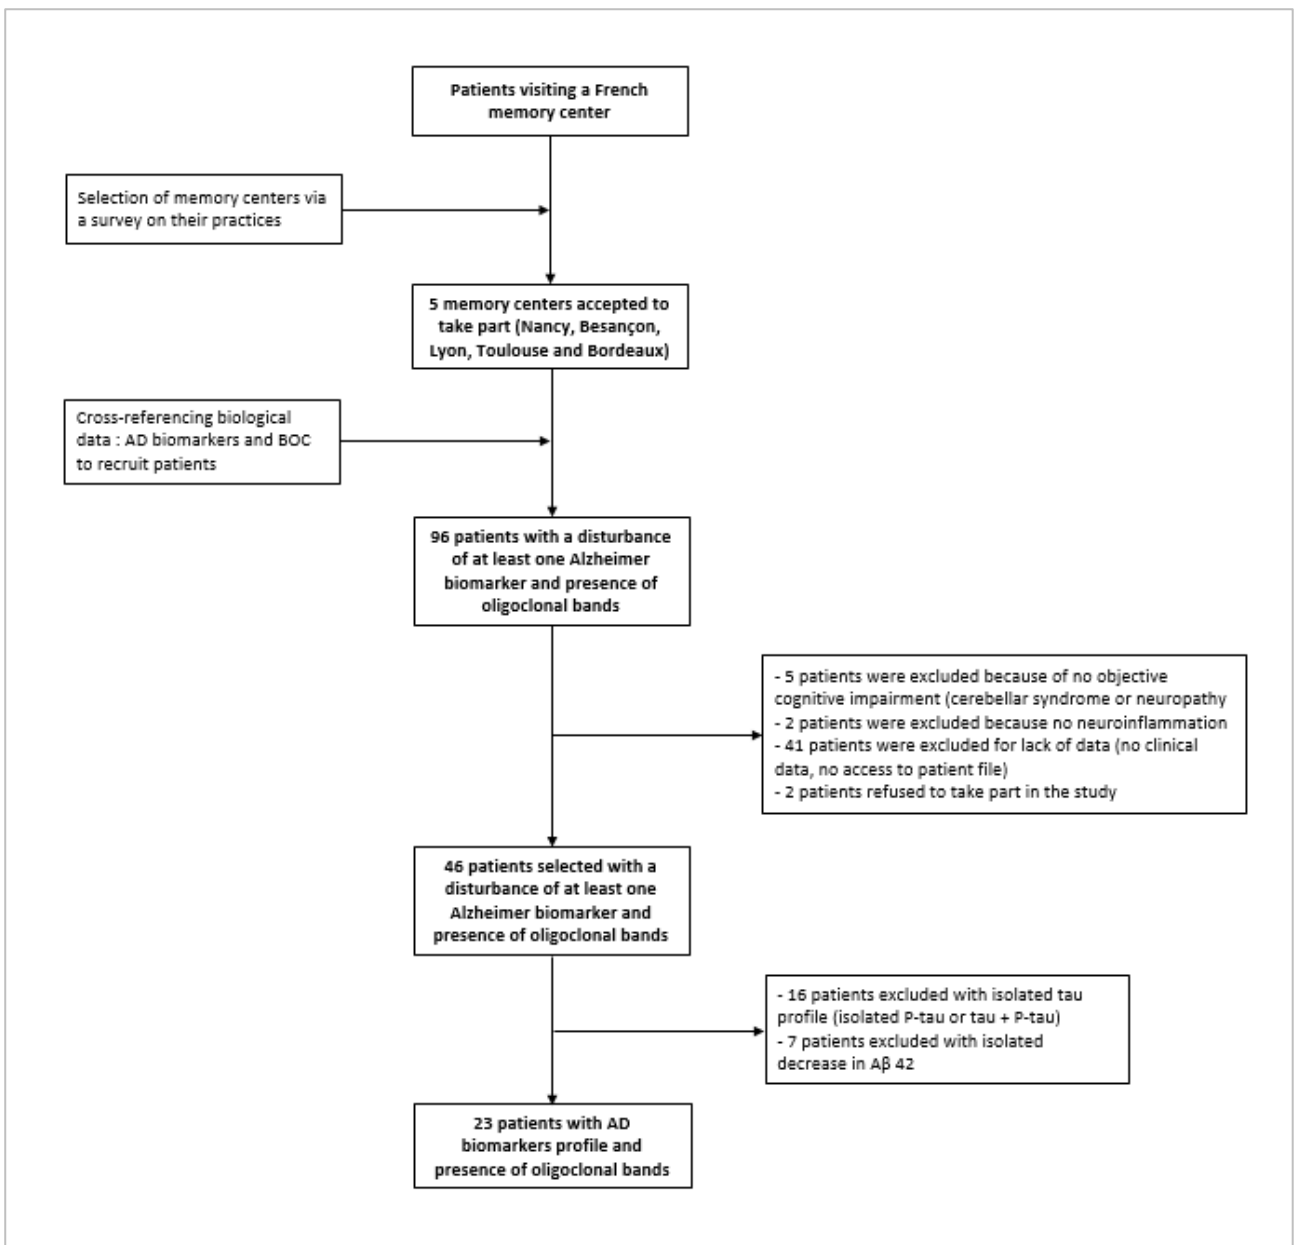 Patients visiting a French
memory center
Selection of memory centers via
a survey on their practices
5 memory centers accepted to
take part (Nancy, Besançon,
Lyon, Toulouse and Bordeaux)
Cross-referencing biological
data : AD biomarkers and BOC
to recruit patients
96 patients with a disturbance
of at least one Alzheimer
biomarker and presence of
oligoclonal bands
- 5 patients were excluded because of no objective
cognitive impairment (cerebellar syndrome or neuropathy
- 2 patients were excluded because no neuroinflammation
- 41 patients were excluded for lack of data (no clinical
data, no access to patient file)
- 2 patients refused to take part in the study
46 patients selected with a
disturbance of at least one
Alzheimer biomarker and
presence of oligoclonal bands
- 16 patients excluded with isolated tau
profile (isolated P-tau or tau + P-tau)
- 7 patients excluded with isolated
decrease in Aβ 42
23 patients with AD
biomarkers profile and
presence of oligoclonal bands